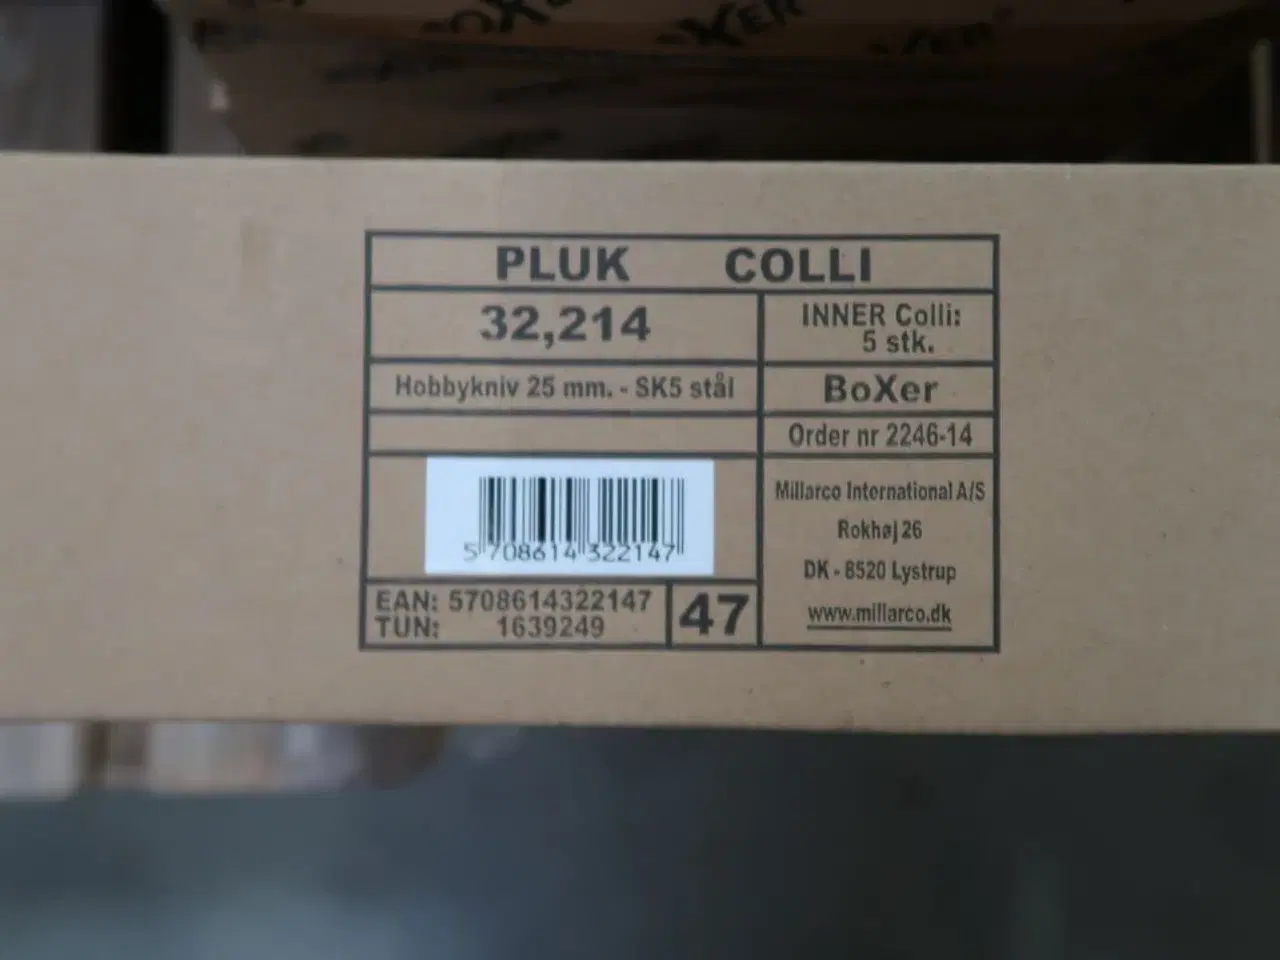 BOXER
PLUK COLLI
32,214
INNER Colli:
5 stk.
Hobbykniv 25 mm. - SK5 stål
BoXer
Order nr 2246-14
5 708614 322147
Millarco International A/S
Rokhøj 26
DK - 8520 Lystrup
www.millarco.dk
EAN: 5708614322147
TUN: 1639249
47